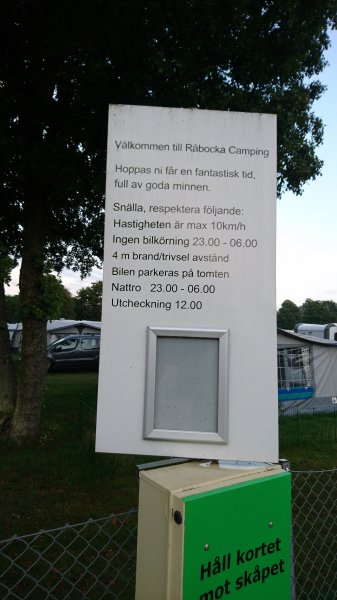 Välkommen till Råbocka Camping
Hoppas ni får en fantastisk tid,
full av goda minnen.
Snälla, respektera följande:
Hastigheten är max 10km/h
Ingen bilkörning 23.00 - 06.00
4 m brand/trivsel avstånd
Bilen parkeras på tomten
Nattro 23.00 - 06.00
Utcheckning 12.00
Håll kortet
mot skåpet